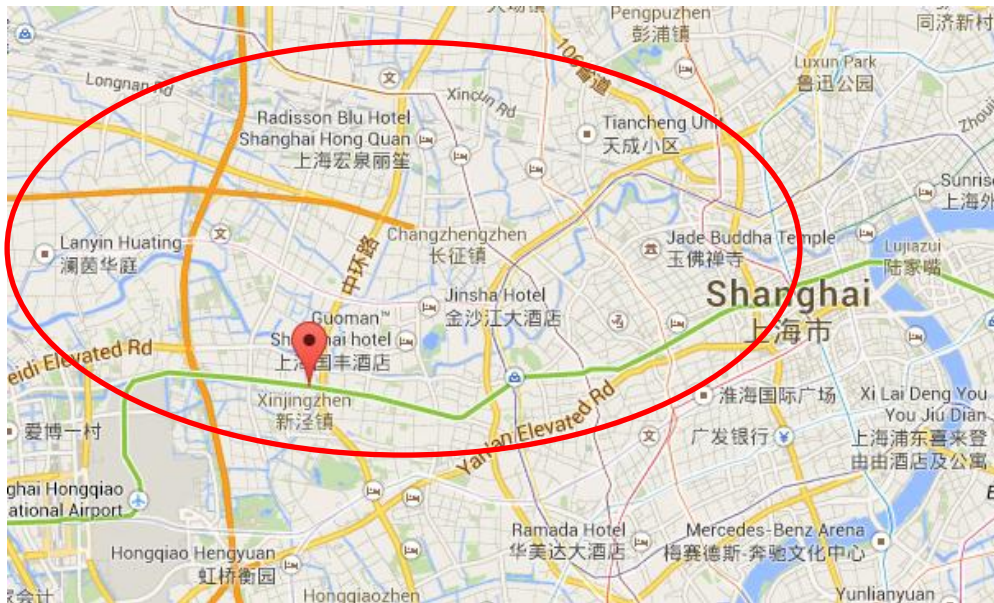 Pengpuzhen
彭浦镇
同济新村
Luxun Park
鲁迅公园
Longnan Rd
Xincun Rd
Radisson Blu Hotel
Shanghai Hong Quan
上海宏泉丽笙
Tiancheng Unit
天成小区
Lanyin Huating
澜茵华庭
中环路
Changzhengzhen
长征镇
Jade Buddha Temple
玉佛禅寺
Lujiazui
陆家嘴
Jinsha Hotel
金沙江大酒店
Shanghai
上海市
Guoman™
hotel
Elevated Rd
Xinjingzhen
新泾镇
爱博一村
Yan'an Elevated Rd
淮海国际广场
广发银行
Xi Lai Deng You
You Jiu Dian
上海浦东喜来登
由由酒店及公寓
Hongqiao
Airport
Hongqiao Hengyuan
虹桥衡园
Ramada Hotel
华美达大酒店
Mercedes-Benz Arena
梅赛德斯-奔驰文化中心
Hongqiaozhen
Yunlianyuan